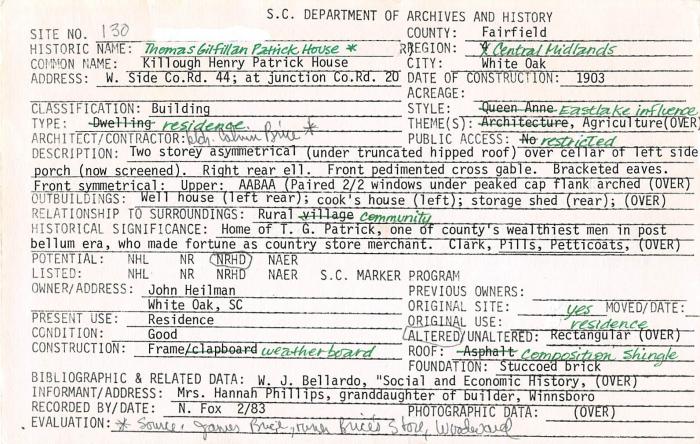 S.C. DEPARTMENT OF ARCHIVES AND HISTORY
SITE NO. 130 COUNTY: Fairfield
HISTORIC NAME: Thomas Gilfillan Patrick House * REGION: 4 Central Midlands
COMMON NAME: Killough Henry Patrick House CITY: White Oak
ADDRESS: W. Side Co.Rd. 44; at junction Co.Rd. 20 DATE OF CONSTRUCTION: 1903
ACREAGE:
CLASSIFICATION: Building STYLE: Queen Anne Eastlake influence
TYPE: Dwelling residence THEME(S): Architecture, Agriculture(OVER)
ARCHITECT/CONTRACTOR: bldr. Calvin Brice * PUBLIC ACCESS: No restricted
DESCRIPTION: Two storey asymmetrical (under truncated hipped roof) over cellar of left side
porch (now screened). Right rear ell. Front pedimented cross gable. Bracketed eaves.
Front symmetrical: Upper: AABAA (Paired 2/2 windows under peaked cap flank arched (OVER)
OUTBUILDINGS: Well house (left rear); cook's house (left); storage shed (rear); (OVER)
RELATIONSHIP TO SURROUNDINGS: Rural village community
HISTORICAL SIGNIFICANCE: Home of T. G. Patrick, one of county's wealthiest men in post
bellum era, who made fortune as country store merchant. Clark, Pills, Petticoats, (OVER)
POTENTIAL: NHL NR NRHD NAER
LISTED: NHL NR NRHD NAER S.C. MARKER PROGRAM
OWNER/ADDRESS: John Heilman PREVIOUS OWNERS:
White Oak, SC ORIGINAL SITE: yes MOVED/DATE:
PRESENT USE: Residence ORIGINAL USE: residence
CONDITION: Good ALTERED/UNALTERED: Rectangular (OVER)
CONSTRUCTION: Frame/clapboard weatherboard ROOF: Asphalt composition shingle
FOUNDATION: Stuccoed brick
BIBLIOGRAPHIC & RELATED DATA: W. J. Bellardo, "Social and Economic History, (OVER)
INFORMANT/ADDRESS: Mrs. Hannah Phillips, granddaughter of builder, Winnsboro
RECORDED BY/DATE: N. Fox 2/83 PHOTOGRAPHIC DATA: (OVER)
EVALUATION: * Source, James Brice, runs Brice's Store, Woodward